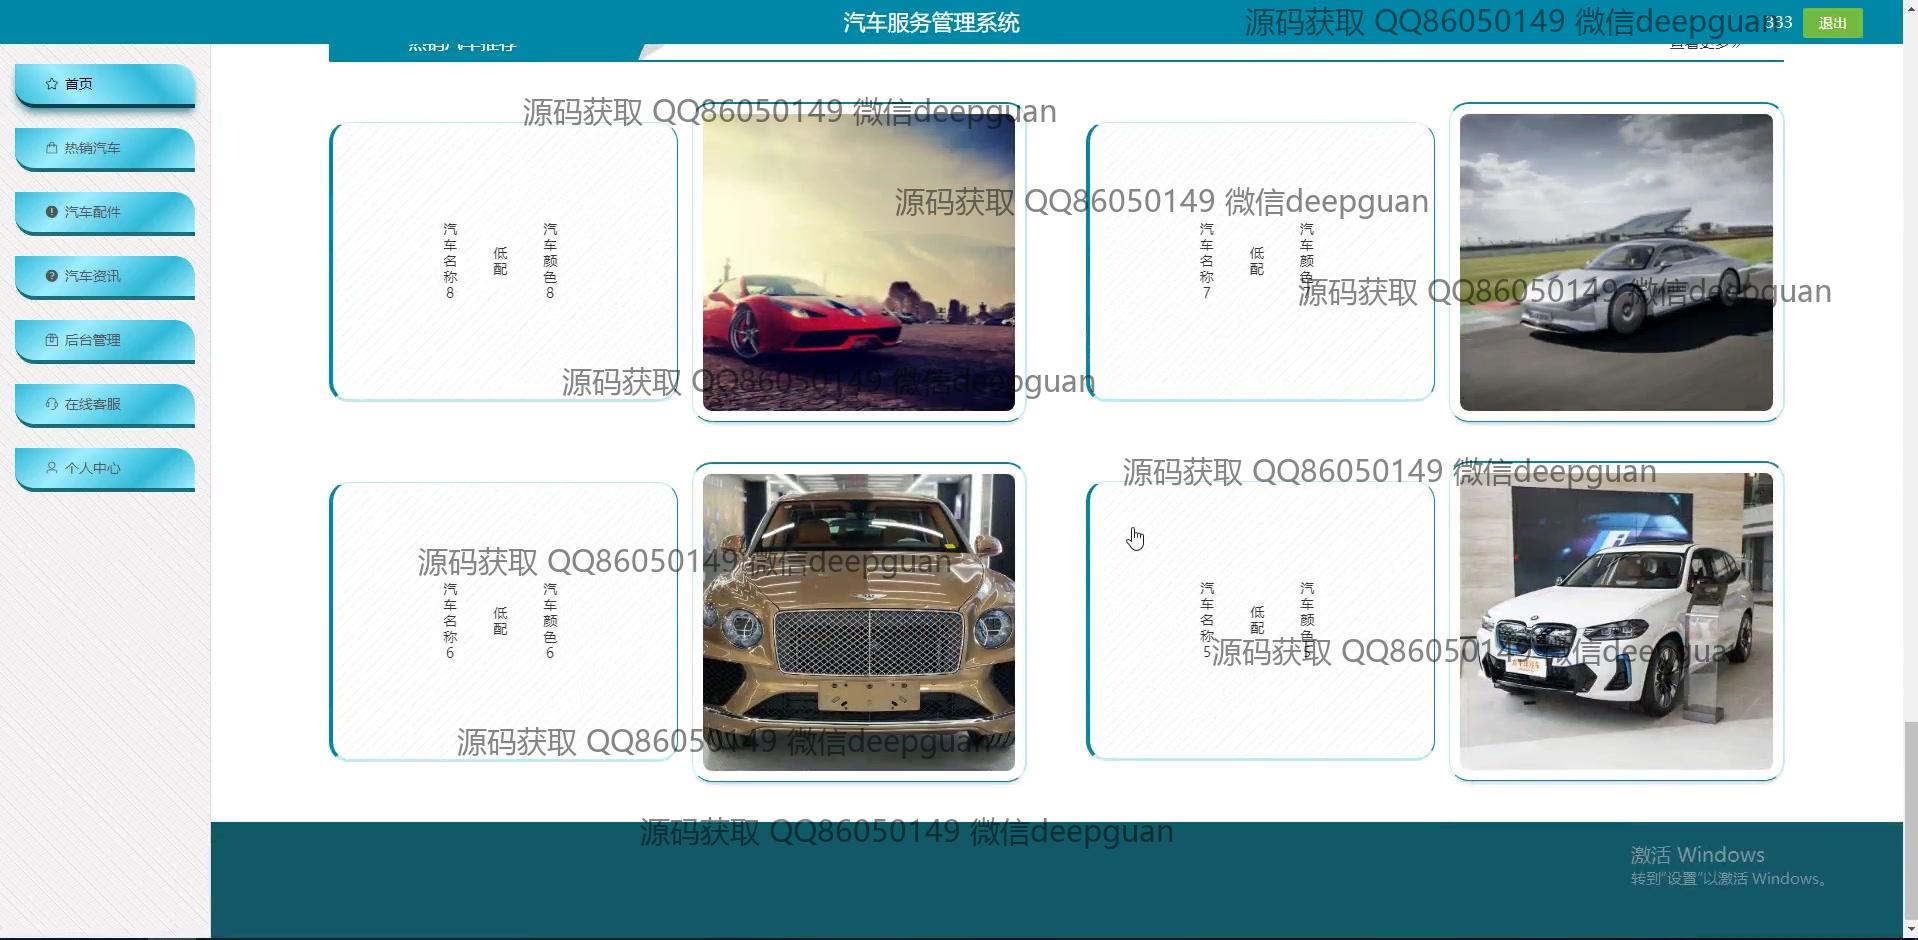 汽车服务管理系统
333
退出
源码获取 QQ86050149 微信deepguan
热销汽车推荐
查看更多》
首页
热销汽车
汽车配件
汽车资讯
后台管理
在线客服
个人中心
源码获取 QQ86050149 微信deepguan
源码获取 QQ86050149 微信deepguan
汽车名称8
低配
汽车颜色8
汽车名称7
低配
汽车颜色7
源码获取 QQ86050149 微信deepguan
源码获取 QQ86050149 微信deepguan
源码获取 QQ86050149 微信deepguan
源码获取 QQ86050149 微信deepguan
汽车名称6
低配
汽车颜色6
汽车名称5
低配
汽车颜色5
源码获取 QQ86050149 微信deepguan
源码获取 QQ86050149 微信deepguan
源码获取 QQ86050149 微信deepguan
激活 Windows
转到"设置"以激活 Windows。